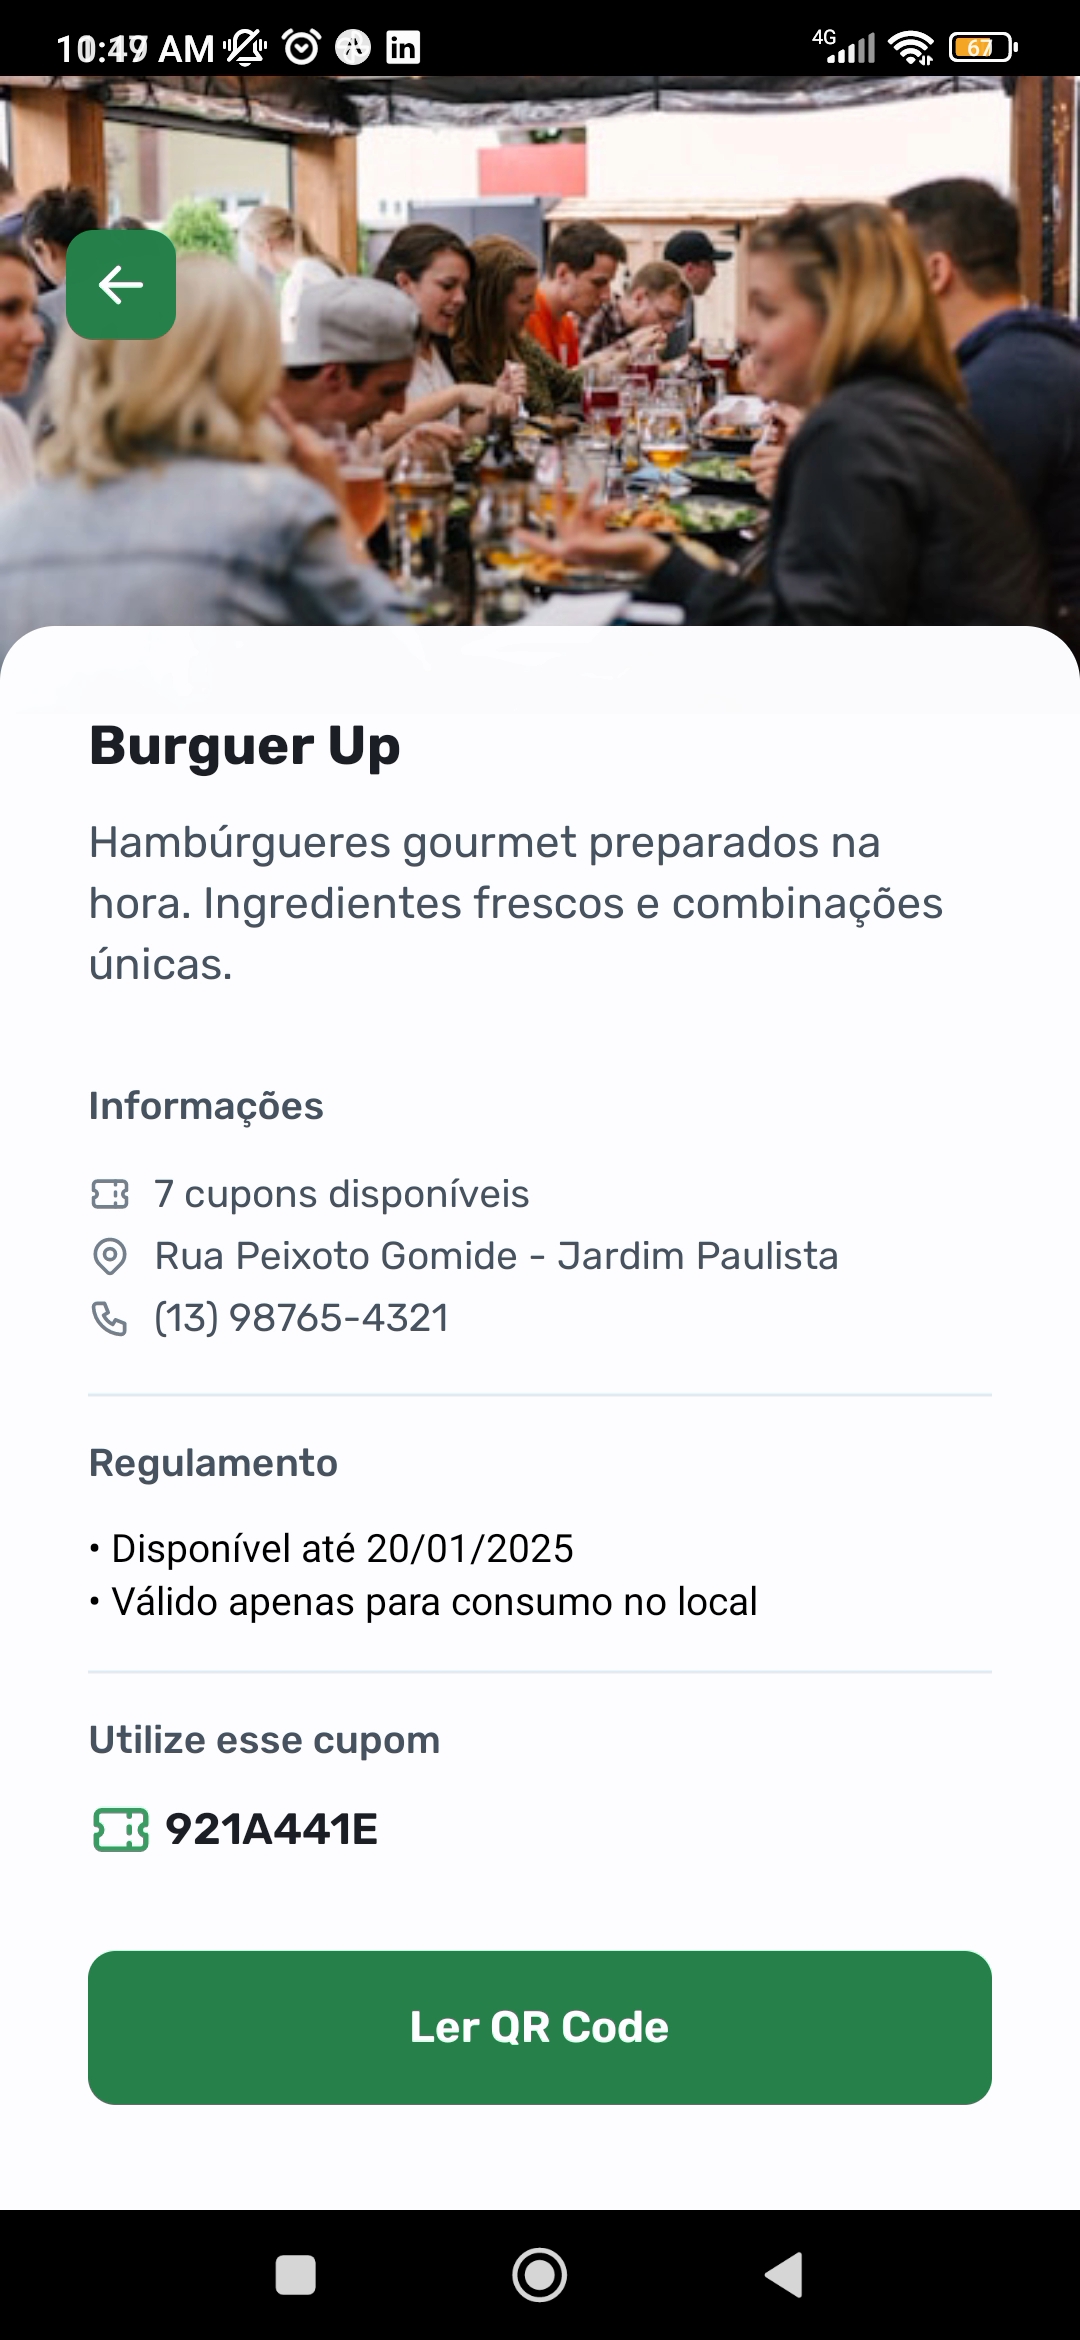 AM
4G
67
Burguer Up
Hambúrgueres gourmet preparados na
hora. Ingredientes frescos e combinações
únicas.
Informações
7 cupons disponíveis
Rua Peixoto Gomide - Jardim Paulista
(13) 98765-4321
Regulamento
• Disponível até 20/01/2025
• Válido apenas para consumo no local
Utilize esse cupom
921A441E
Ler QR Code